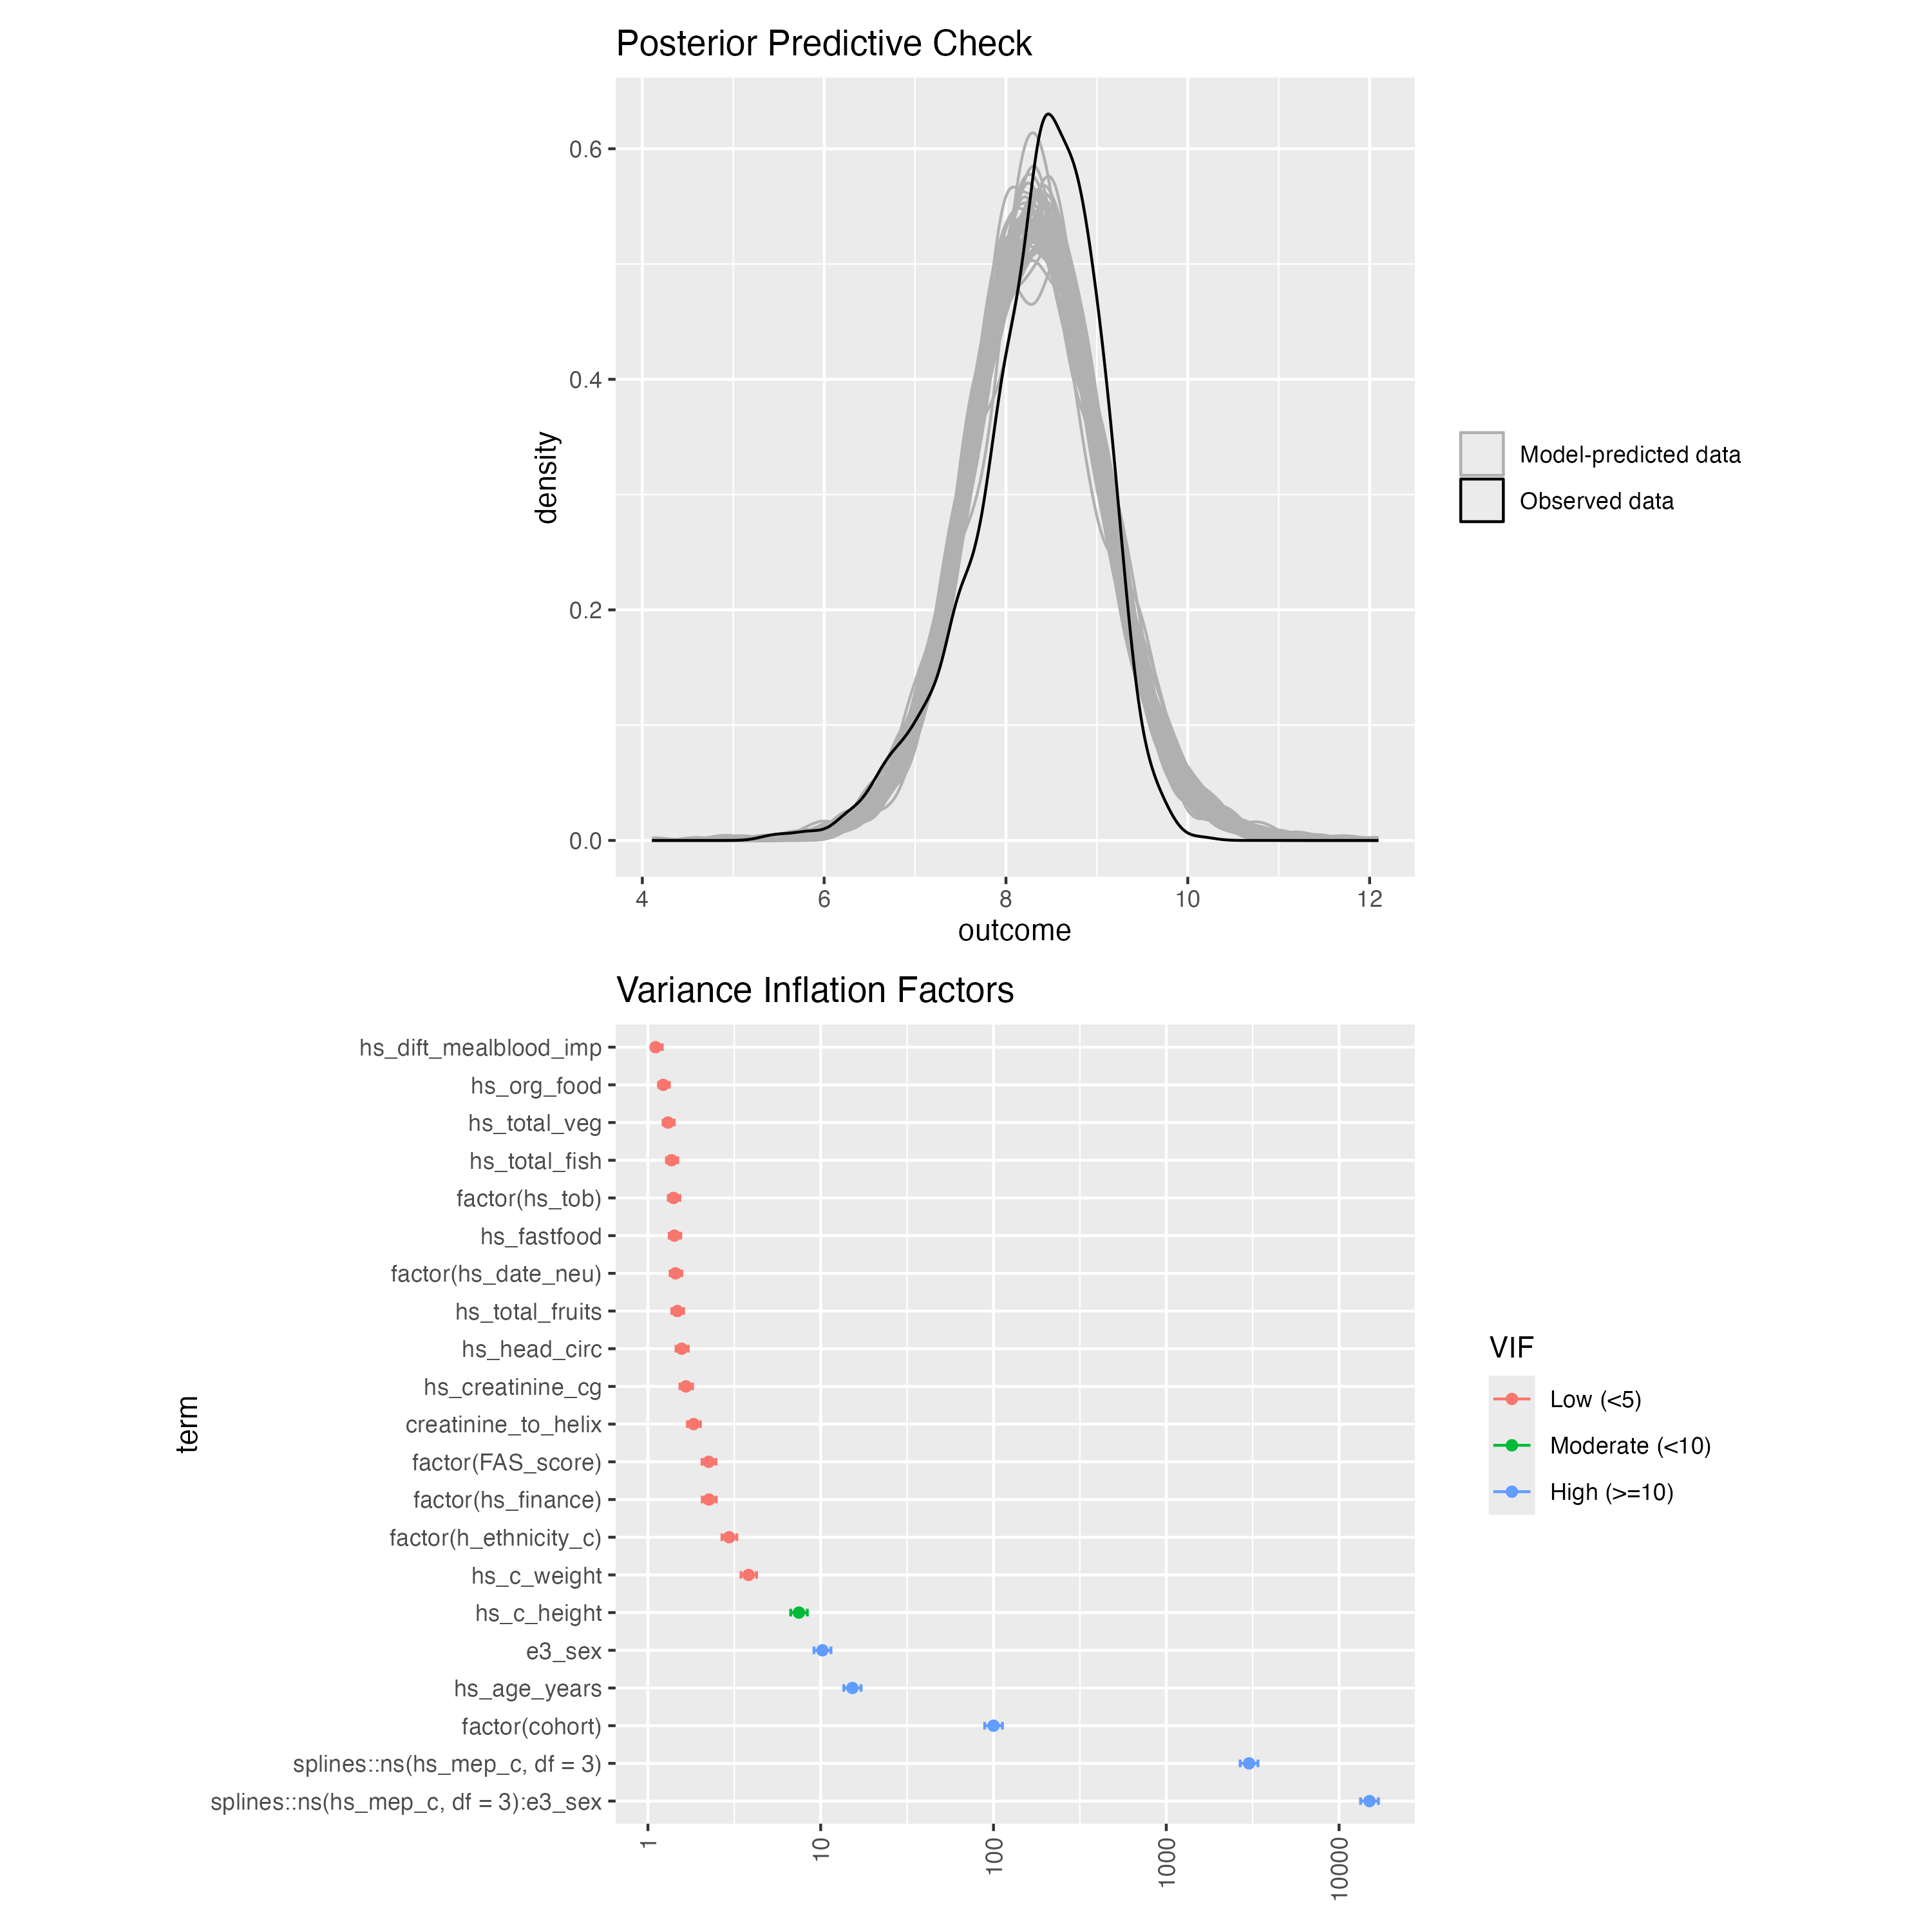 Posterior Predictive Check
density
0.6
0.4
0.2
0.0
4 6 8 10 12
outcome
Model-predicted data
Observed data
Variance Inflation Factors
term
hs_dift_mealblood_imp
hs_org_food
hs_total_veg
hs_total_fish
factor(hs_tob)
hs_fastfood
factor(hs_date_neu)
hs_total_fruits
hs_head_circ
hs_creatinine_cg
creatinine_to_helix
factor(FAS_score)
factor(hs_finance)
factor(h_ethnicity_c)
hs_c_weight
hs_c_height
e3_sex
hs_age_years
factor(cohort)
splines::ns(hs_mep_c, df = 3)
splines::ns(hs_mep_c, df = 3):e3_sex
1 10 100 1000 10000
VIF
Low (<5)
Moderate (<10)
High (>=10)